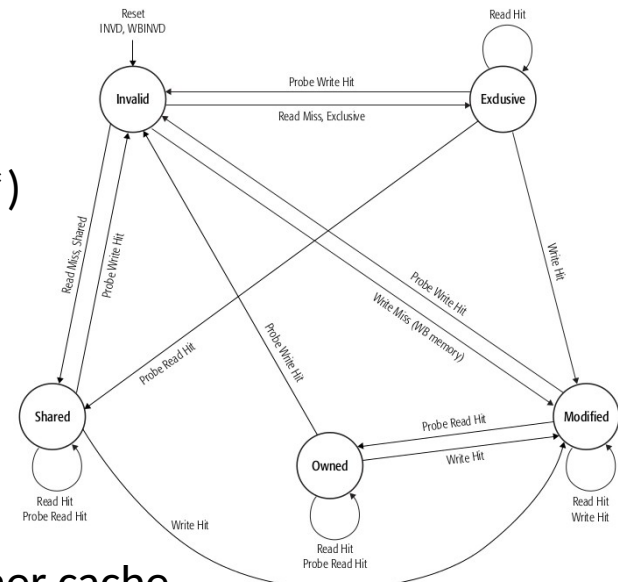 Reset
INVD, WBINVD
Read Hit
Invalid
Probe Write Hit
Exclusive
Read Miss, Exclusive
)
Read Miss, Shared
Probe Write Hit
Write Hit
Probe Write Hit
Write Miss (WB memory)
Probe Write Hit
Probe Read Hit
Shared
Probe Read Hit
Modified
Owned
Write Hit
Read Hit
Probe Read Hit
Read Hit
Write Hit
Write Hit
Read Hit
Probe Read Hit
cache